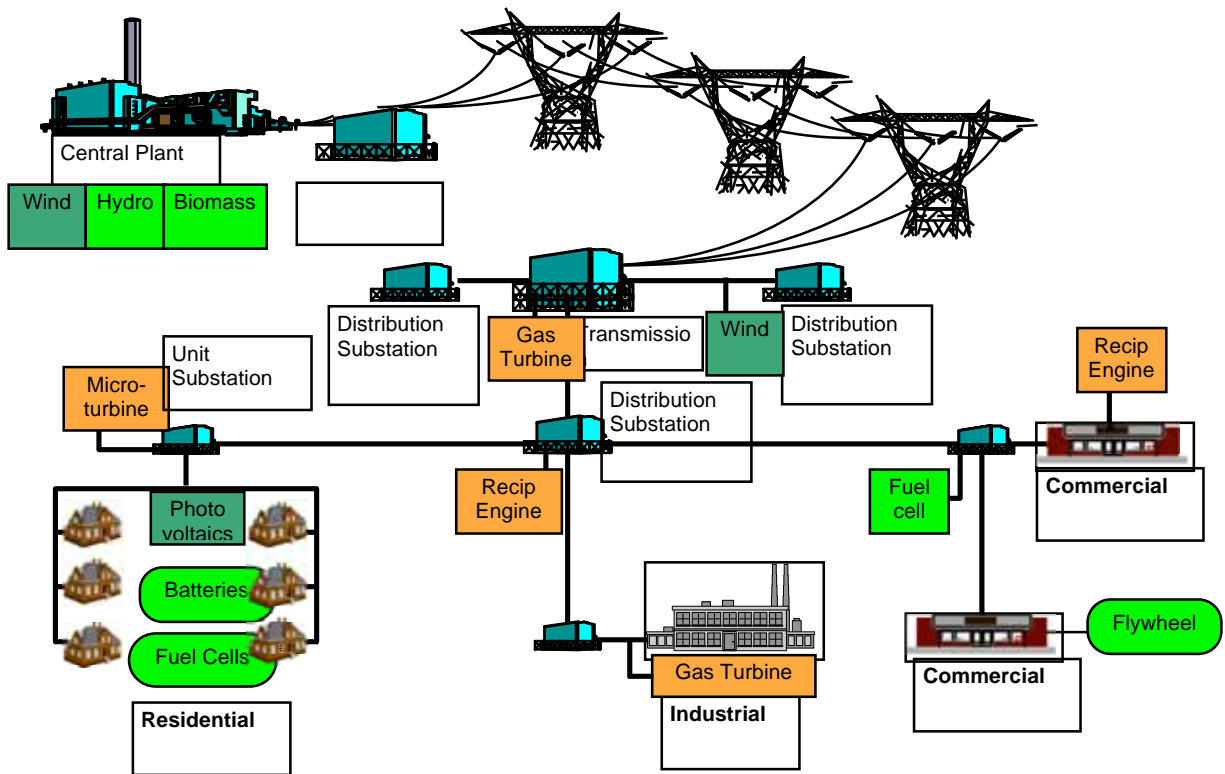 Central Plant
Wind
Hydro
Biomass
Distribution
Substation
Gas
Turbine
Transmissio
Wind
Distribution
Substation
Recip
Engine
Unit
Substation
Micro-
turbine
Distribution
Substation
Recip
Engine
Fuel
cell
Commercial
Photo
voltaics
Batteries
Fuel Cells
Residential
Gas Turbine
Industrial
Commercial
Flywheel